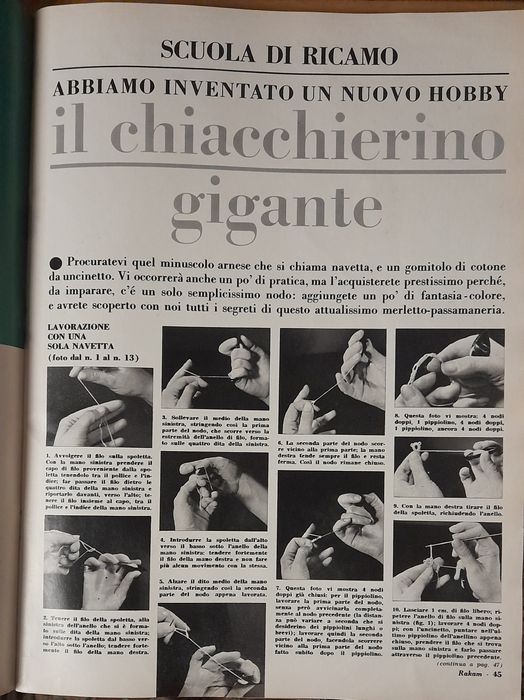 SCUOLA DI RICAMO
ABBIAMO INVENTATO UN NUOVO HOBBY
il chiacchierino
gigante
● Procuratevi quel minuscolo arnese che si chiama navetta, e un gomitolo di cotone
da uncinetto. Vi occorrerà anche un po' di pratica, ma l'acquisterete prestissimo perché,
da imparare, c'é un solo semplicissimo nodo: aggiungete un po' di fantasia-colore,
e avrete scoperto con noi tutti i segreti di questo attualissimo merletto-passamaneria.
LAVORAZIONE
CON UNA
SOLA NAVETTA
(foto dal n. 1 al n. 13)
1. Avvolgere il filo sulla spoletta.
Con la mano sinistra prendere il
capo di filo proveniente dalla spo-
letta tenendolo tra il pollice e l'in-
dice; far passare il filo dietro le
quattro dita della mano sinistra e
riportarlo davanti, verso l'alto; te-
nere il filo insieme al capo, tra il
pollice e l'indice della mano sinistra.
2. Tenere il filo della spoletta, alla
sinistra dell'anello che si è forma-
to sulle dita della mano sinistra;
introdurre la spoletta dal basso ver-
so l'alto sotto l'anello; tendere forte-
mente il filo della mano destra.
3. Sollevare il medio della mano
sinistra, stringendo così la prima
parte del nodo, che scorre verso la
estremità dell'anello di filo, forma-
to sulle quattro dita della sinistra.
4. Introdurre la spoletta dall'alto
verso il basso sotto l'anello della
mano sinistra; tendere fortemente
il filo della mano destra e non fare
più alcun movimento con la stessa.
5. Alzare il dito medio della mano
sinistra, stringendo così la seconda
parte del nodo appena lavorata.
6. La seconda parte del nodo scor-
re vicino alla prima parte; la mano
destra tende sempre il filo e resta
ferma. Così il nodo rimane chiuso.
7. Questa foto vi mostra 4 nodi
doppi già chiusi: per il pippiolino,
lavorare la prima parte del nodo,
senza però avvicinarla completa-
mente al nodo precedente (la distan-
za può variare a seconda che si
desiderino dei pippiolini lunghi o
brevi); lavorare quindi la seconda
parte del nodo, facendola scorrere
vicino alla prima parte del nodo
fatto subito dopo il pippiolino.
8. Questa foto vi mostra: 4 nodi
doppi, 1 pippiolino, 4 nodi doppi,
1 pippiolino, ancora 4 nodi doppi.
9. Con la mano destra tirare il filo
della spoletta, richiudendo l'anello.
10. Lasciare 1 cm. di filo libero; ri-
petere l'anello di filo sulla mano si-
nistra (fig. 1); lavorare 4 nodi dop-
pi; con l'uncinetto, puntare nell'ul-
timo pippiolino dell'anellino appena
chiuso, prendere il filo che si trova
sulla mano sinistra e farlo passare
attraverso il pippiolino precedente.
(continua a pag. 47)
Rakam - 45